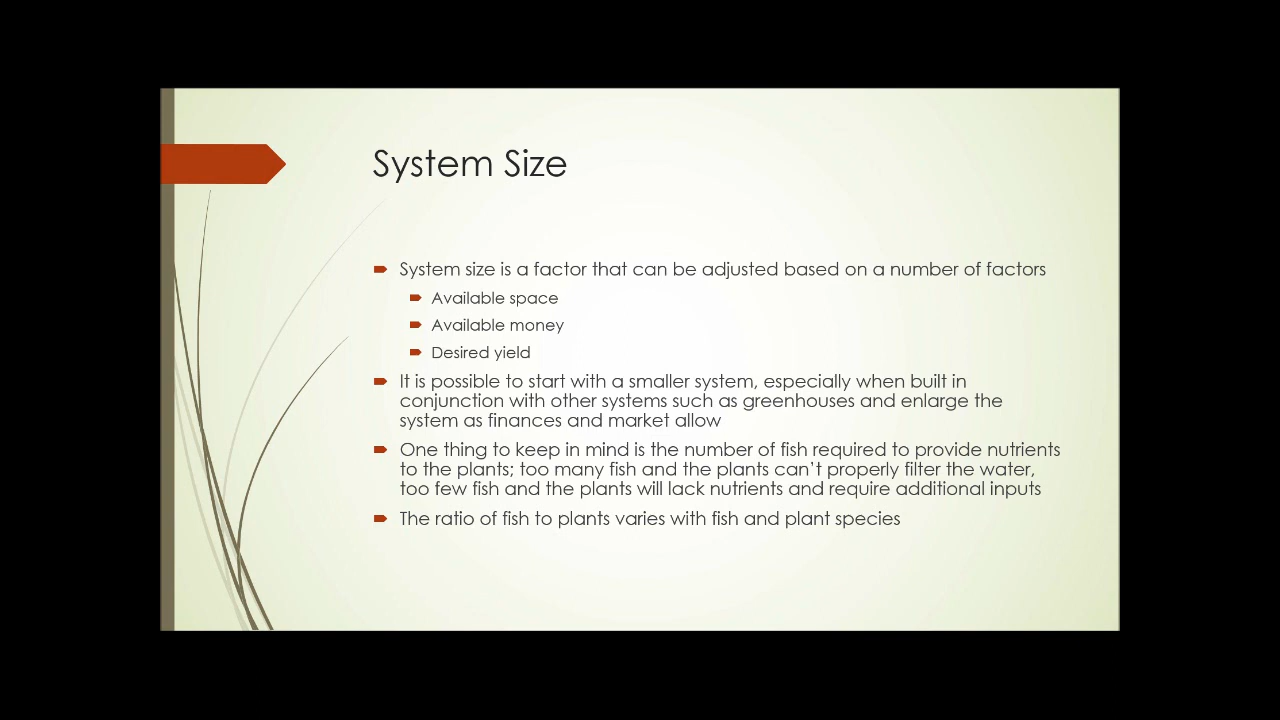 System Size
System size is a factor that can be adjusted based on a number of factors
Available space
Available money
Desired yield
It is possible to start with a smaller system, especially when built in
conjunction with other systems such as greenhouses and enlarge the
system as finances and market allow
One thing to keep in mind is the number of fish required to provide nutrients
to the plants; too many fish and the plants can’t properly filter the water,
too few fish and the plants will lack nutrients and require additional inputs
The ratio of fish to plants varies with fish and plant species